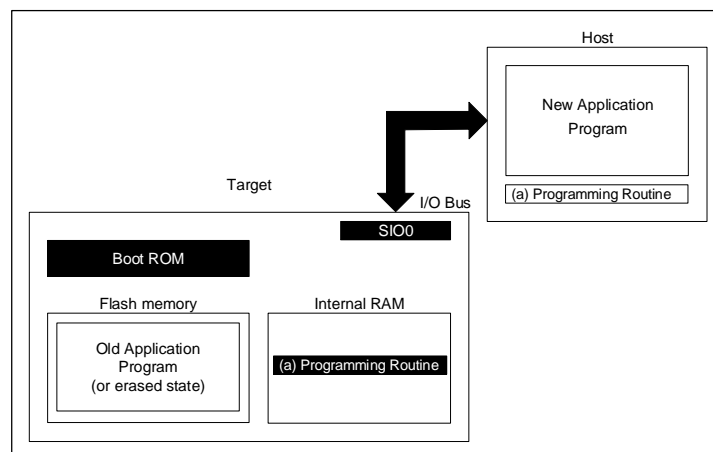 Host
New Application
Program
(a) Programming Routine
Target
I/O Bus
SIO0
Boot ROM
Flash memory
Internal RAM
Old Application
Program
(or erased state)
(a) Programming Routine